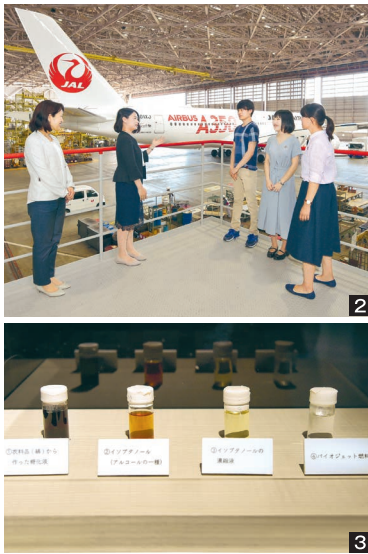 JAL
AIRBUS A350
2
①衣料品(綿)から
作った糖化液
②イソブタノール
(アルコールの一種)
③イソブタノールの
濃縮液
④バイオジェット燃料
3